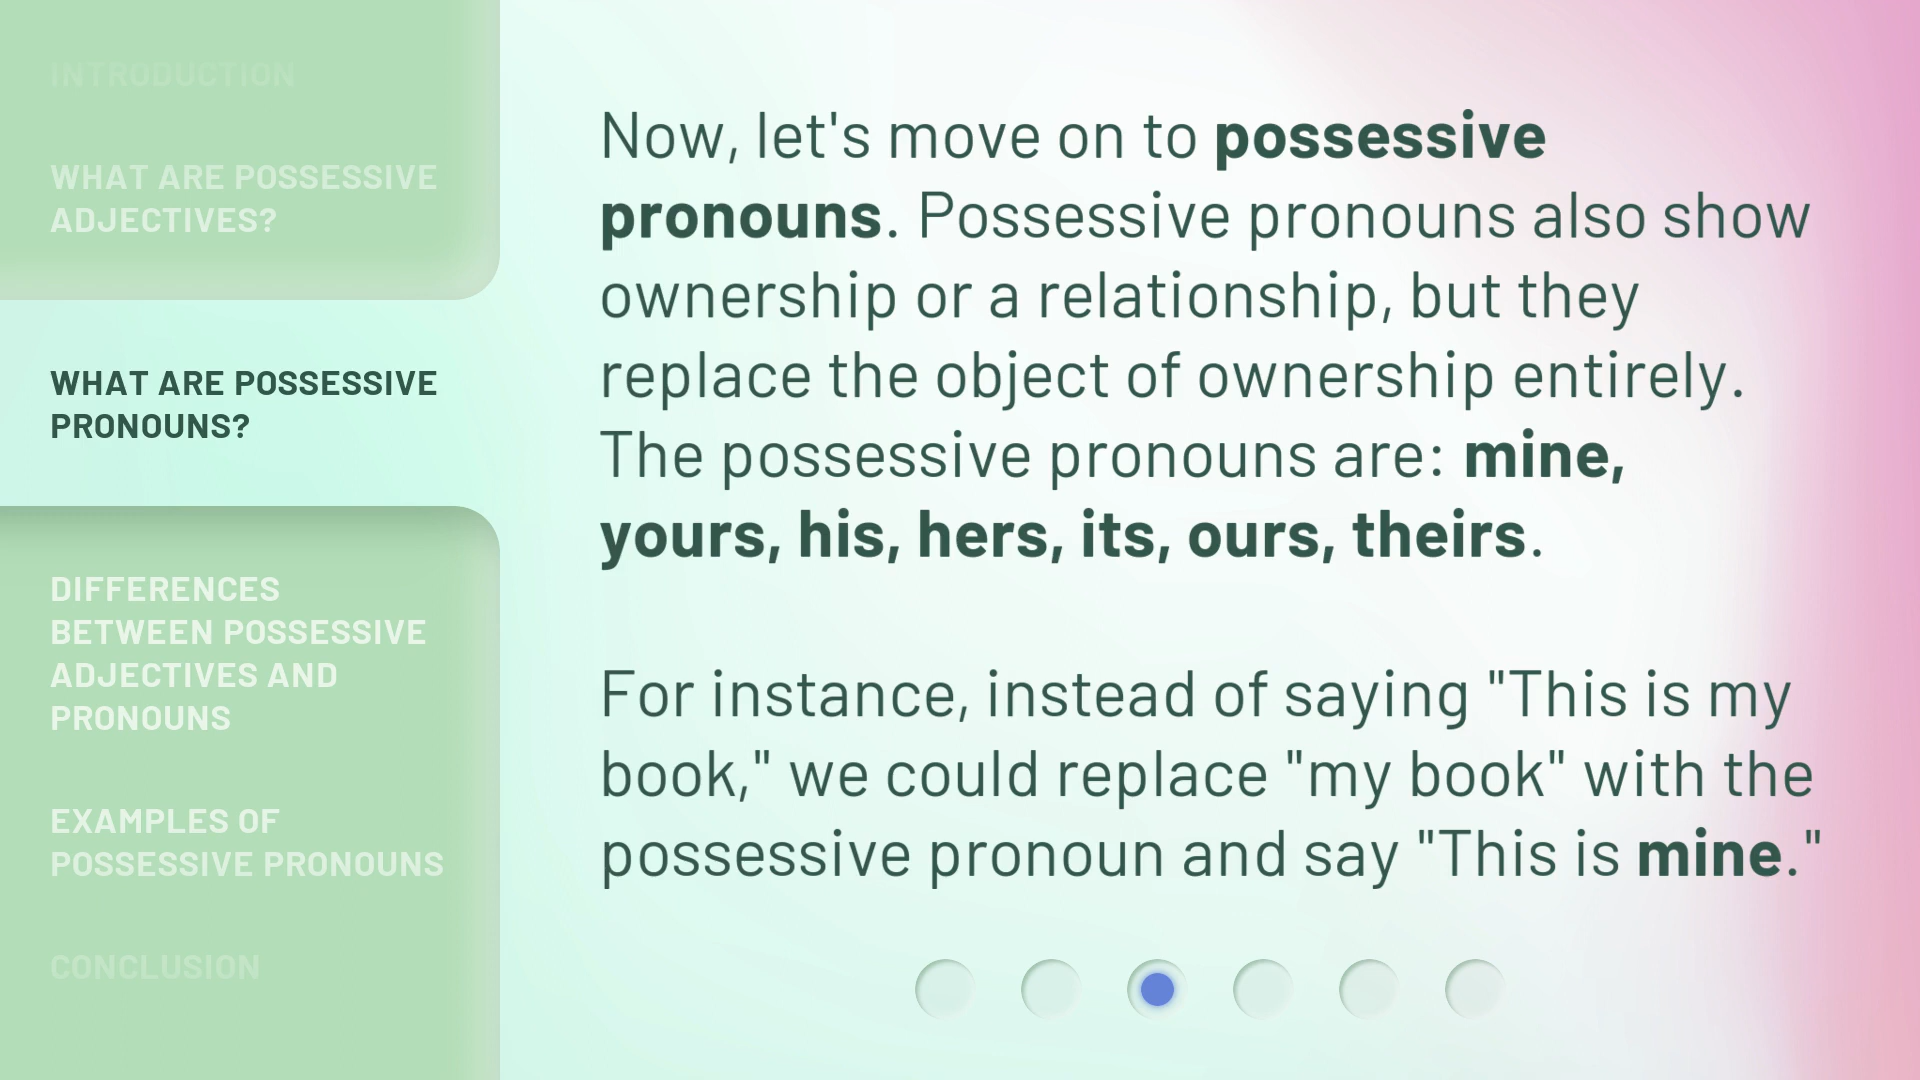 INTRODUCTION
WHAT ARE POSSESSIVE
ADJECTIVES?
WHAT ARE POSSESSIVE
PRONOUNS?
DIFFERENCES
BETWEEN POSSESSIVE
ADJECTIVES AND
PRONOUNS
EXAMPLES OF
POSSESSIVE PRONOUNS
CONCLUSION
Now, let's move on to possessive
pronouns. Possessive pronouns also show
ownership or a relationship, but they
replace the object of ownership entirely.
The possessive pronouns are: mine,
yours, his, hers, its, ours, theirs.
For instance, instead of saying "This is my
book," we could replace "my book" with the
possessive pronoun and say "This is mine."